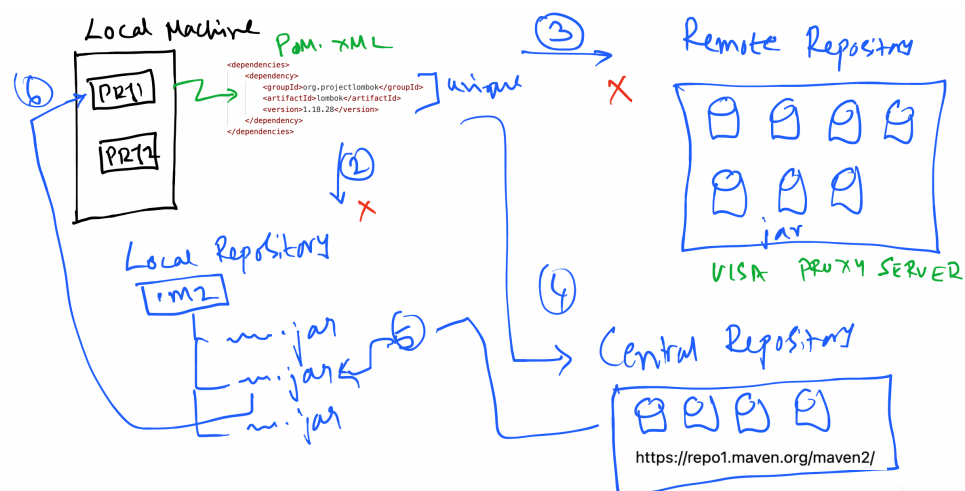 Local Machine
POM. XML
3
Remote Repository
6
PRJ1
<dependencies>
<dependency>
<groupId>org.projectlombok</groupId>
<artifactId>lombok</artifactId>
<version>1.18.28</version>
</dependency>
</dependencies>
unique
X
PRJ2
2
X
jar
VISA PROXY SERVER
Local Repository
.M2
4
jar
5
jar
jar
Central Repository
https://repo1.maven.org/maven2/